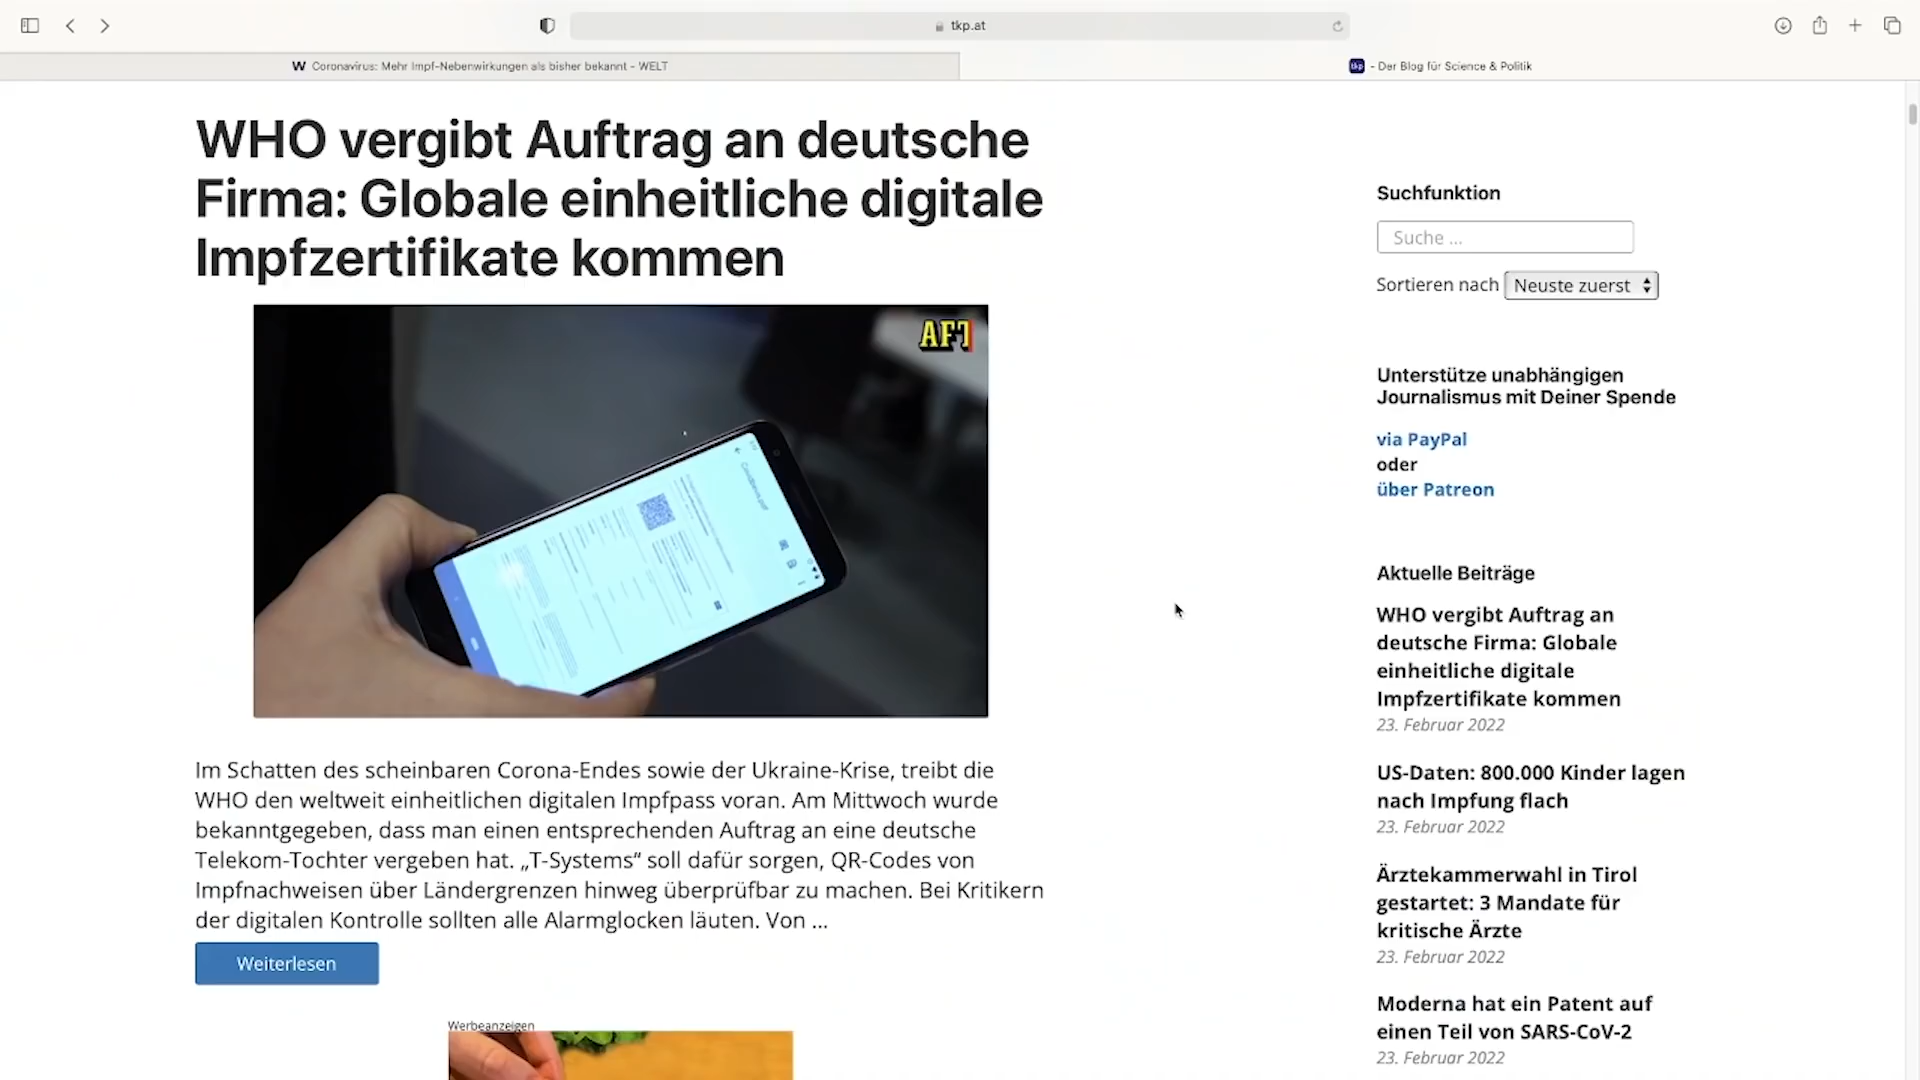 tkp.at
W Coronavirus: Mehr Impf-Nebenwirkungen als bisher bekannt - WELT
tkp - Der Blog für Science & Politik
WHO vergibt Auftrag an deutsche
Firma: Globale einheitliche digitale
Impfzertifikate kommen
AFT
Im Schatten des scheinbaren Corona-Endes sowie der Ukraine-Krise, treibt die
WHO den weltweit einheitlichen digitalen Impfpass voran. Am Mittwoch wurde
bekanntgegeben, dass man einen entsprechenden Auftrag an eine deutsche
Telekom-Tochter vergeben hat. „T-Systems“ soll dafür sorgen, QR-Codes von
Impfnachweisen über Ländergrenzen hinweg überprüfbar zu machen. Bei Kritikern
der digitalen Kontrolle sollten alle Alarmglocken läuten. Von ...
Weiterlesen
Werbeanzeigen
Suchfunktion
Suche ...
Sortieren nach Neuste zuerst
Unterstütze unabhängigen
Journalismus mit Deiner Spende
via PayPal
oder
über Patreon
Aktuelle Beiträge
WHO vergibt Auftrag an
deutsche Firma: Globale
einheitliche digitale
Impfzertifikate kommen
23. Februar 2022
US-Daten: 800.000 Kinder lagen
nach Impfung flach
23. Februar 2022
Ärztekammerwahl in Tirol
gestartet: 3 Mandate für
kritische Ärzte
23. Februar 2022
Moderna hat ein Patent auf
einen Teil von SARS-CoV-2
23. Februar 2022